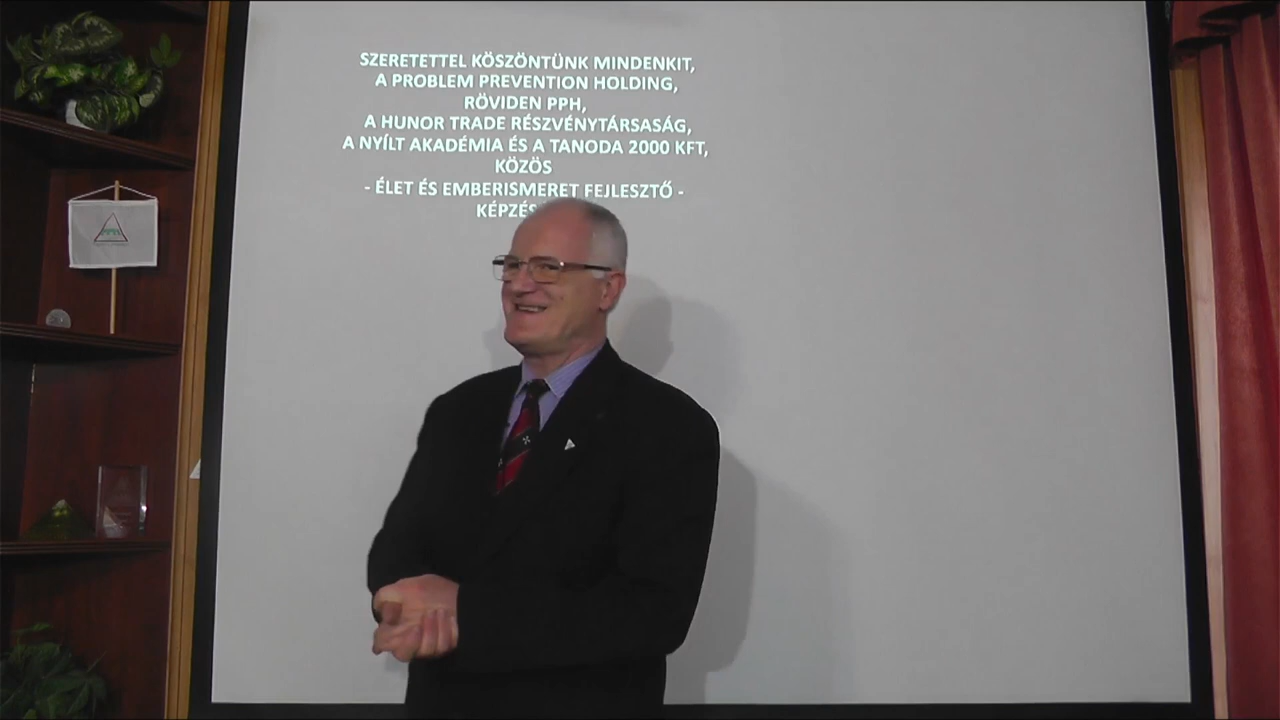 SZERETETTEL KÖSZÖNTÜNK MINDENKIT,
A PROBLEM PREVENTION HOLDING,
RÖVIDEN PPH,
A HUNOR TRADE RÉSZVÉNYTÁRSASÁG,
A NYÍLT AKADÉMIA ÉS A TANODA 2000 KFT,
KÖZÖS
- ÉLET ÉS EMBERISMERET FEJLESZTŐ -